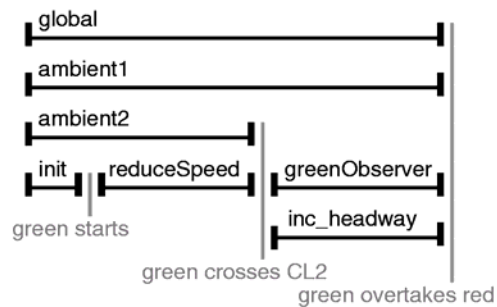 global
ambient1
ambient2
init reduceSpeed greenObserver
green starts inc_headway
green crosses CL2
green overtakes red